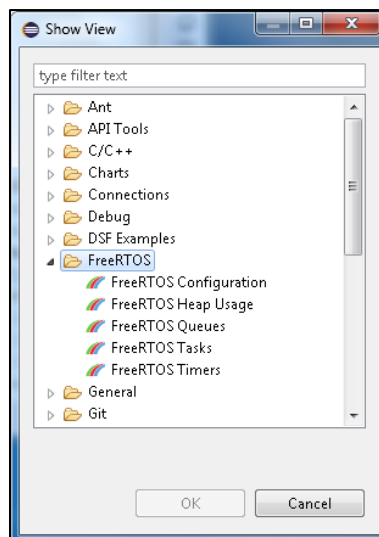 Show View
type filter text
Ant
API Tools
C/C++
Charts
Connections
Debug
DSF Examples
FreeRTOS
FreeRTOS Configuration
FreeRTOS Heap Usage
FreeRTOS Queues
FreeRTOS Tasks
FreeRTOS Timers
General
Git
OK Cancel